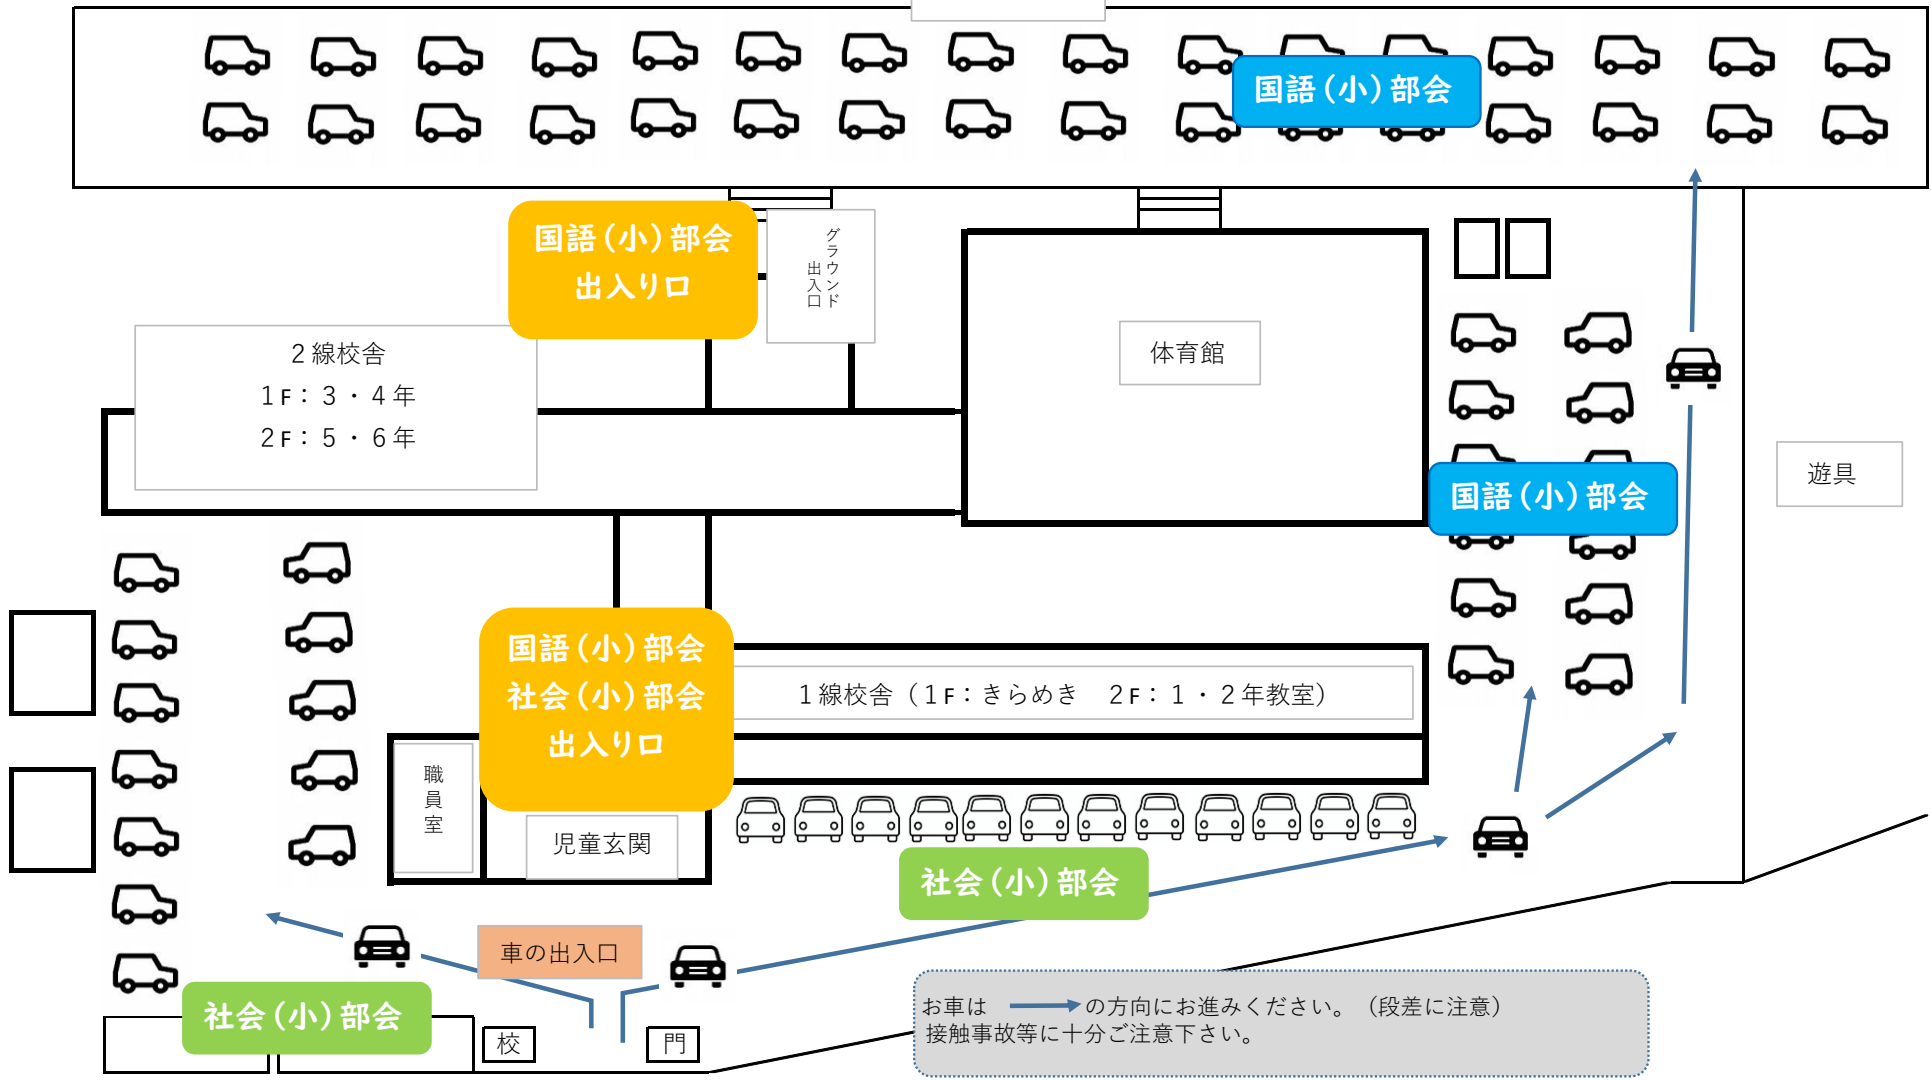 国語(小)部会
国語(小)部会
出入り口
グラウンド
出入口
2線校舎
1F:3・4年
2F:5・6年
体育館
国語(小)部会
遊具
国語(小)部会
社会(小)部会
出入り口
1線校舎(1F:きらめき 2F:1・2年教室)
職員室
児童玄関
社会(小)部会
車の出入口
社会(小)部会
校
門
お車は の方向にお進みください。(段差に注意)
接触事故等に十分ご注意下さい。